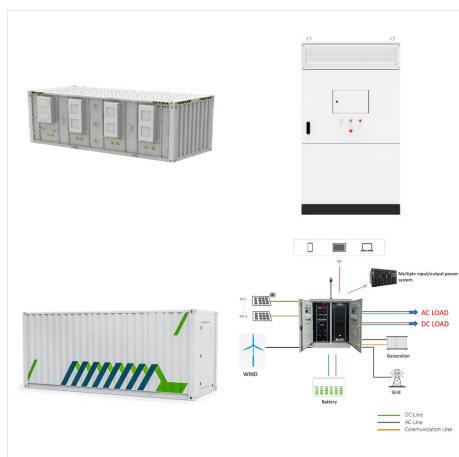 Multiple input/output power
system
PV1
PV X
AC LOAD
DC LOAD
WIND
Generation
Battery
Grid
DC Line
AC Line
Communication Line